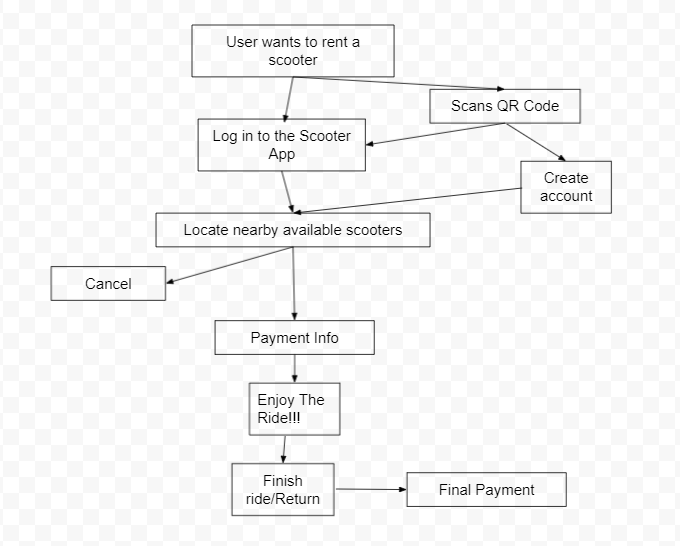 User wants to rent a
scooter
Scans QR Code
Log in to the Scooter
App
Create
account
Locate nearby available scooters
Cancel
Payment Info
Enjoy The
Ride!!!
Finish
ride/Return
Final Payment